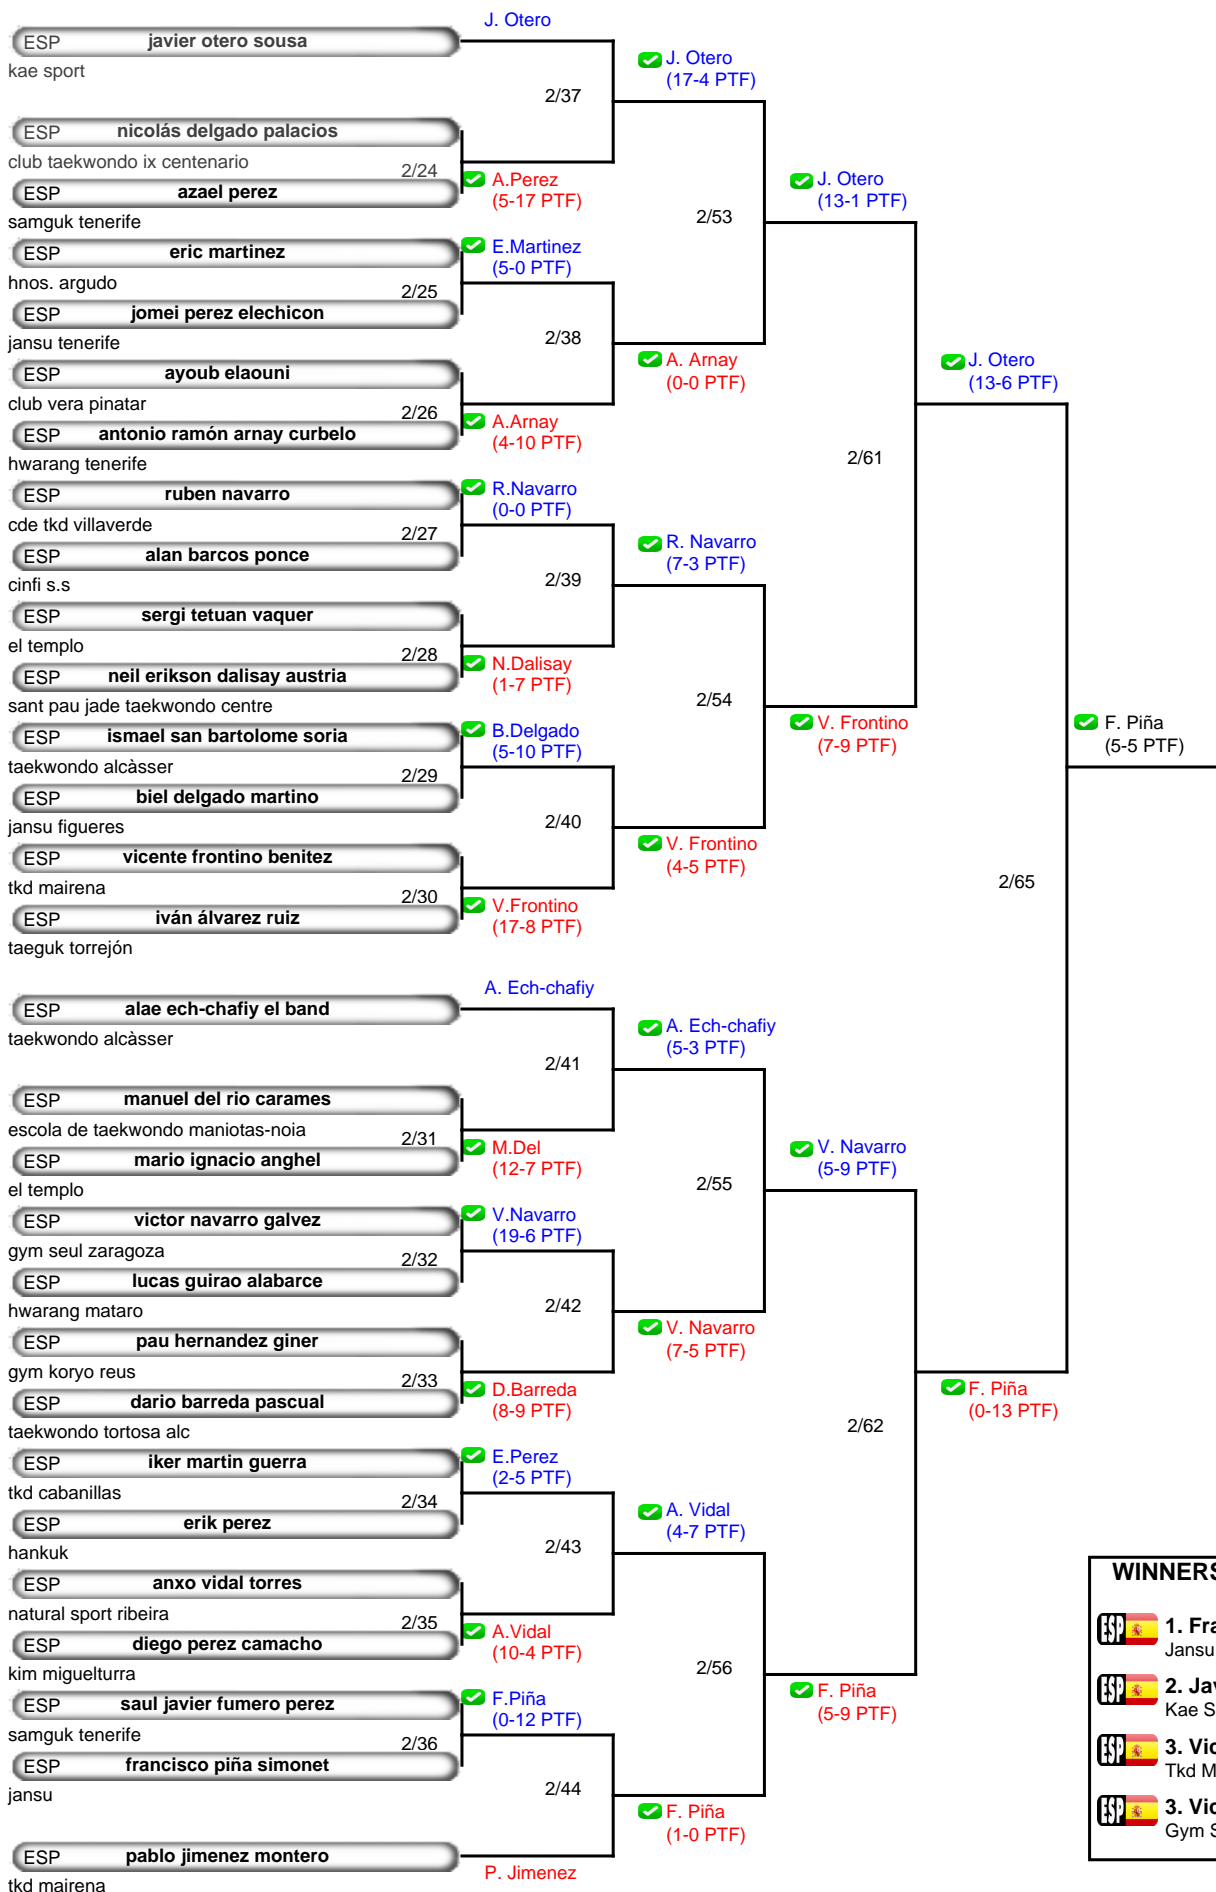 J. Otero
ESP javier otero sousa
kae sport
J. Otero
(17-4 PTF)
2/37
ESP nicolás delgado palacios
club taekwondo ix centenario
2/24
ESP azael perez
samguk tenerife
A.Perez
(5-17 PTF)
J. Otero
(13-1 PTF)
2/53
ESP eric martinez
hnos. argudo
E.Martinez
(5-0 PTF)
2/25
ESP jomei perez elechicon
jansu tenerife
2/38
ESP ayoub elaouni
club vera pinatar
A. Arnay
(0-0 PTF)
J. Otero
(13-6 PTF)
2/26
ESP antonio ramón arnay curbelo
hwarang tenerife
A.Arnay
(4-10 PTF)
2/61
ESP ruben navarro
cde tkd villaverde
R.Navarro
(0-0 PTF)
2/27
ESP alan barcos ponce
cinfi s.s
R. Navarro
(7-3 PTF)
2/39
ESP sergi tetuan vaquer
el templo
2/28
ESP neil erikson dalisay austria
sant pau jade taekwondo centre
N.Dalisay
(1-7 PTF)
2/54
ESP ismael san bartolome soria
taekwondo alcàsser
B.Delgado
(5-10 PTF)
V. Frontino
(7-9 PTF)
F. Piña
(5-5 PTF)
2/29
ESP biel delgado martino
jansu figueres
2/40
ESP vicente frontino benitez
tkd mairena
V. Frontino
(4-5 PTF)
2/65
2/30
ESP iván álvarez ruiz
taeguk torrejón
V.Frontino
(17-8 PTF)
A. Ech-chafiy
ESP alae ech-chafiy el band
taekwondo alcàsser
A. Ech-chafiy
(5-3 PTF)
2/41
ESP manuel del rio carames
escola de taekwondo maniotas-noia
2/31
ESP mario ignacio anghel
el templo
M.Del
(12-7 PTF)
V. Navarro
(5-9 PTF)
2/55
ESP victor navarro galvez
gym seul zaragoza
V.Navarro
(19-6 PTF)
2/32
ESP lucas guirao alabarce
hwarang mataro
2/42
ESP pau hernandez giner
gym koryo reus
V. Navarro
(7-5 PTF)
2/33
ESP dario barreda pascual
taekwondo tortosa alc
D.Barreda
(8-9 PTF)
F. Piña
(0-13 PTF)
2/62
ESP iker martin guerra
tkd cabanillas
E.Perez
(2-5 PTF)
2/34
ESP erik perez
hankuk
A. Vidal
(4-7 PTF)
2/43
ESP anxo vidal torres
natural sport ribeira
2/35
ESP diego perez camacho
kim miguelturra
A.Vidal
(10-4 PTF)
2/56
ESP saul javier fumero perez
samguk tenerife
F.Piña
(0-12 PTF)
F. Piña
(5-9 PTF)
2/36
ESP francisco piña simonet
jansu
2/44
F. Piña
(1-0 PTF)
ESP pablo jimenez montero
tkd mairena
P. Jimenez
WINNERS
ESP 1. Fra
Jansu
ESP 2. Jav
Kae S
ESP 3. Vic
Tkd M
ESP 3. Vic
Gym S